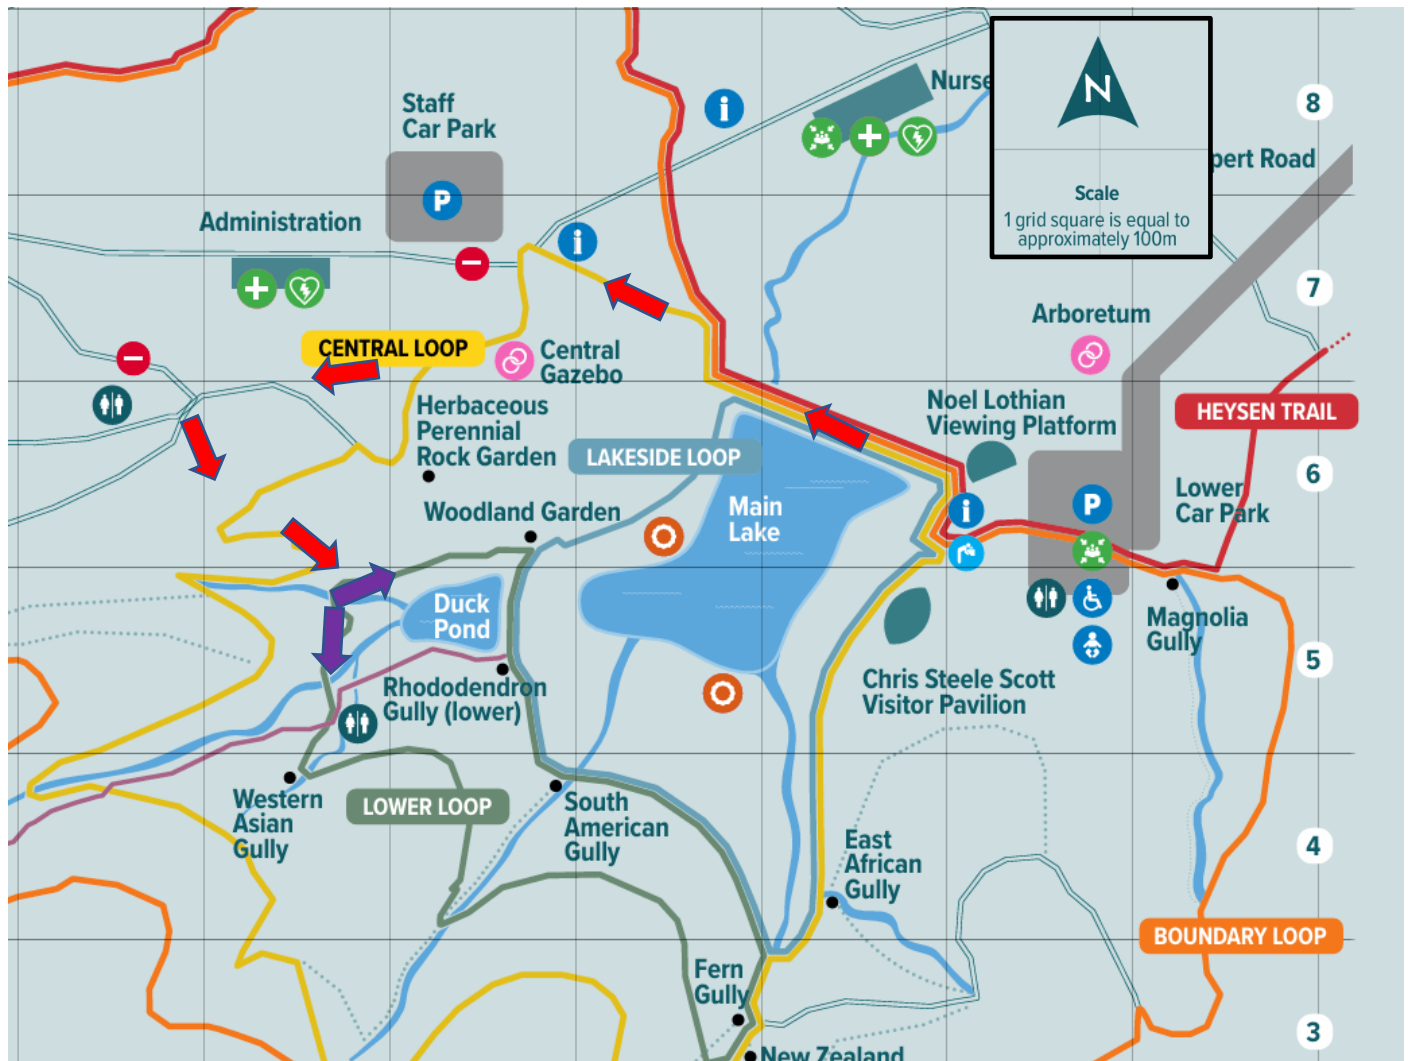 Staff
Car Park
P
Administration
i
i
Nurse
N
Scale
1 grid square is equal to
approximately 100m
8
pert Road
7
CENTRAL LOOP
Central
Gazebo
Arboretum
Herbaceous
Perennial
Rock Garden
LAKESIDE LOOP
Noel Lothian
Viewing Platform
HEYSEN TRAIL
6
Woodland Garden
Main
Lake
i
P
Lower
Car Park
Duck
Pond
Magnolia
Gully
5
Rhododendron
Gully (lower)
Chris Steele Scott
Visitor Pavilion
Western
Asian
Gully
LOWER LOOP
South
American
Gully
East
African
Gully
4
BOUNDARY LOOP
Fern
Gully
3
New Zealand